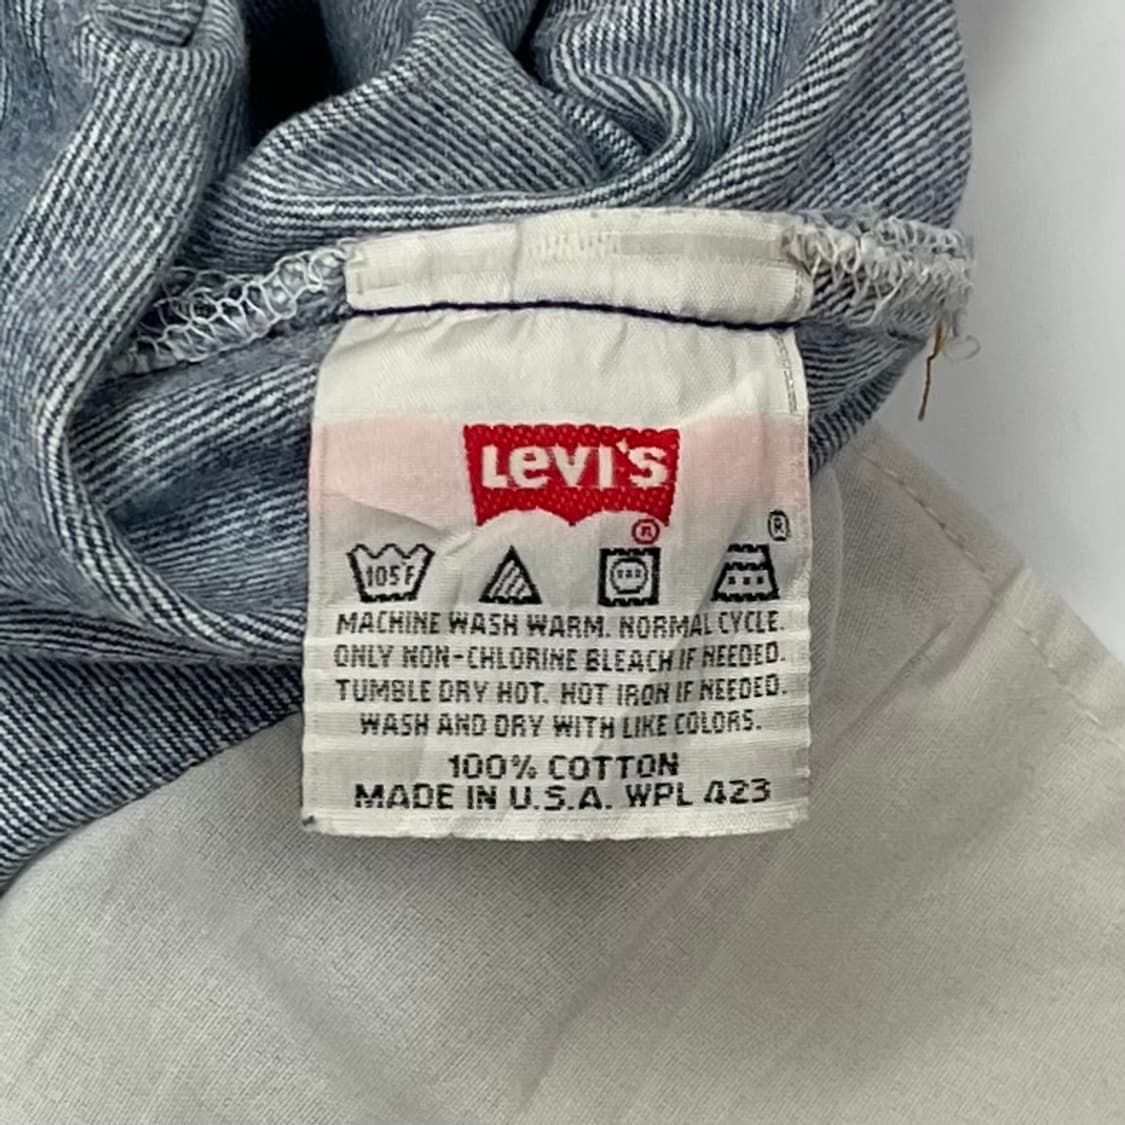 Levi's
®
®
105°F
MACHINE WASH WARM. NORMAL CYCLE.
ONLY NON-CHLORINE BLEACH IF NEEDED.
TUMBLE DRY HOT. HOT IRON IF NEEDED.
WASH AND DRY WITH LIKE COLORS.
100% COTTON
MADE IN U.S.A. WPL 423